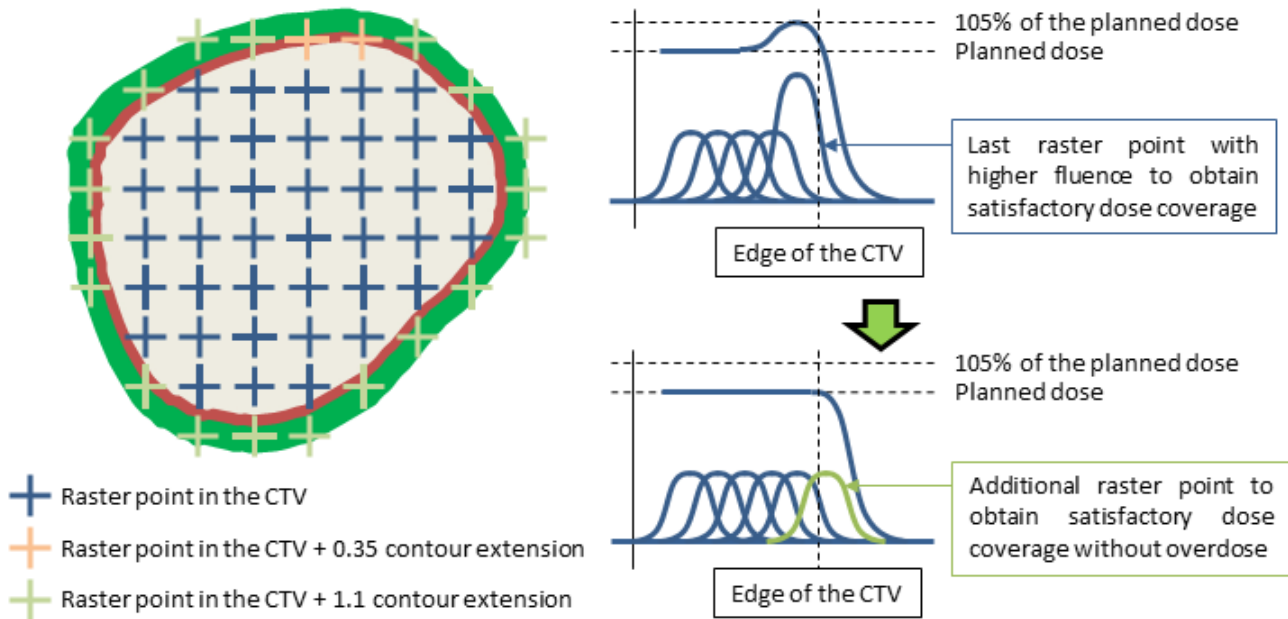 105% of the planned dose
Planned dose
Last raster point with
higher fluence to obtain
satisfactory dose coverage
Edge of the CTV
105% of the planned dose
Planned dose
Additional raster point to
obtain satisfactory dose
coverage without overdose
Edge of the CTV
Raster point in the CTV
Raster point in the CTV + 0.35 contour extension
Raster point in the CTV + 1.1 contour extension